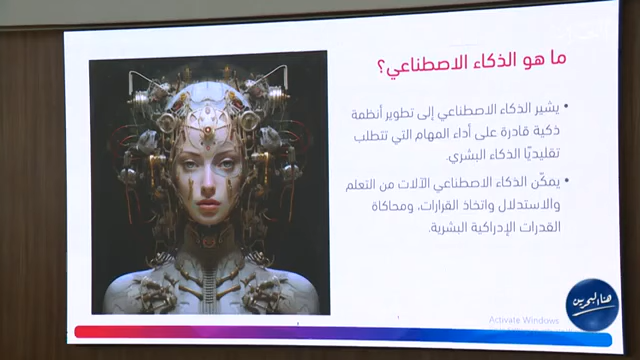 ما هو الذكاء الاصطناعي؟
• يشير الذكاء الاصطناعي إلى تطوير أنظمة
ذكية قادرة على أداء المهام التي تتطلب
تقليديًا الذكاء البشري.
• يمكّن الذكاء الاصطناعي الآلات من التعلم
والاستدلال واتخاذ القرارات، ومحاكاة
القدرات الإدراكية البشرية.
هنا البحرين
Activate Windows